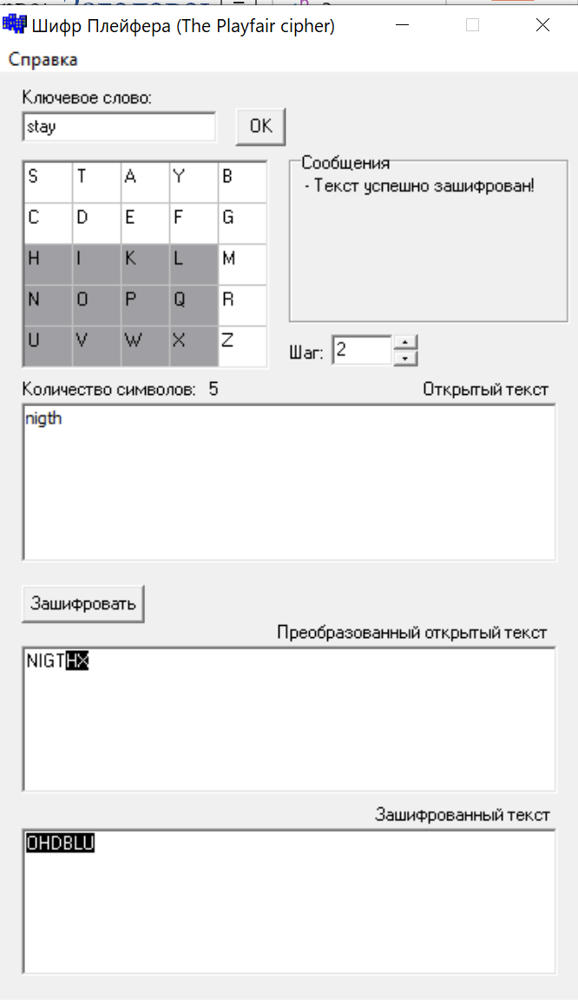 Шифр Плейфера (The Playfair cipher)
Справка
Ключевое слово:
stay
OK
S T A Y B
C D E F G
H I K L M
N O P Q R
U V W X Z
Сообщения
- Текст успешно зашифрован!
Шаг: 2
Количество символов: 5
Открытый текст
nigth
Зашифровать
Преобразованный открытый текст
NIGTHX
Зашифрованный текст
OHDBLU